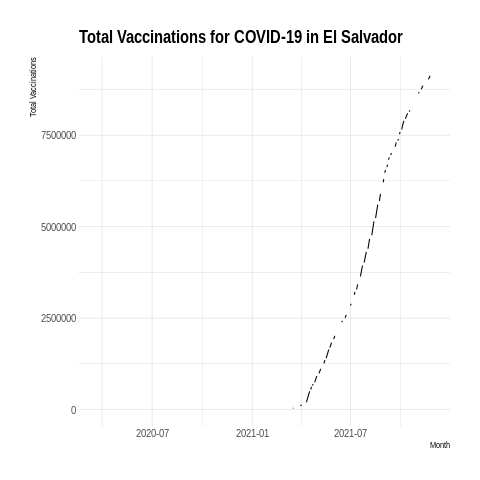 Total Vaccinations for COVID-19 in El Salvador
Total Vaccinations
7500000
5000000
2500000
0
2020-07
2021-01
2021-07
Month